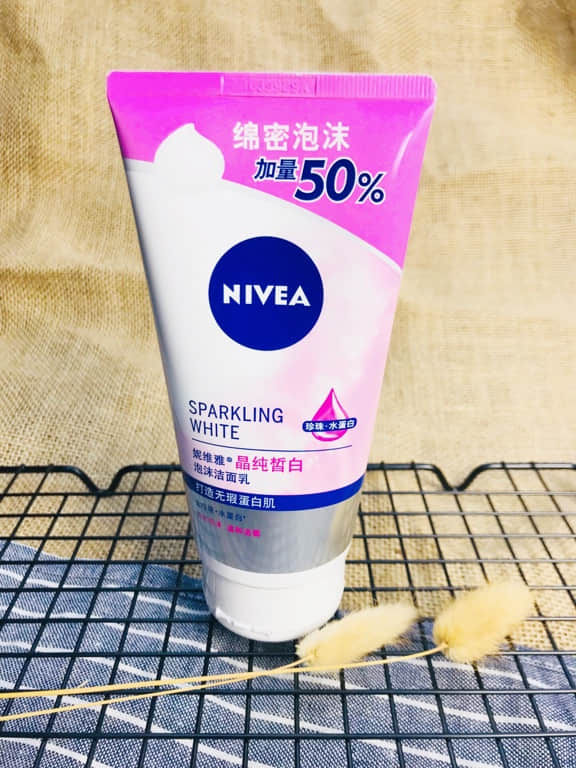 绵密泡沫
加量50%
NIVEA
SPARKLING
WHITE
珍珠·水蛋白
妮维雅®晶纯皙白
泡沫洁面乳
打造无瑕蛋白肌